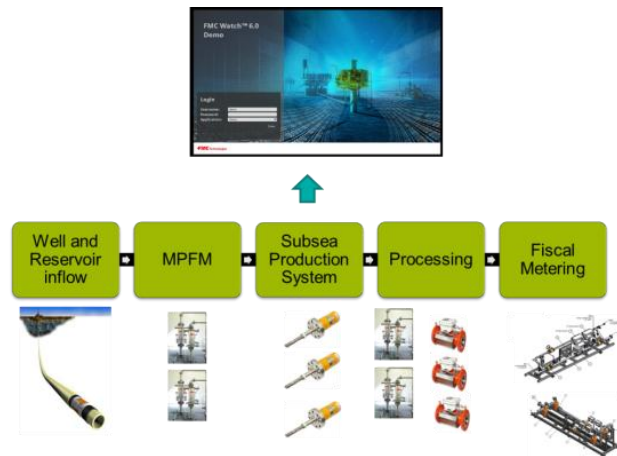 FMC Watch™ 6.0
Demo
Login
Well and
Reservoir
inflow
MPFM
Subsea
Production
System
Processing
Fiscal
Metering